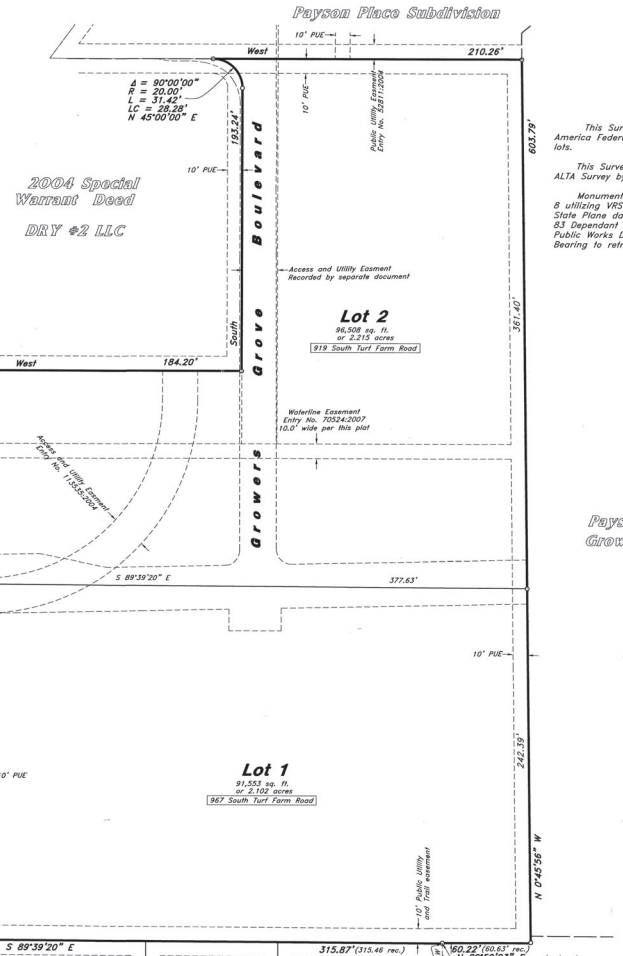 Payson Place Subdivision
10' PUE
West
210.26'
Δ = 90°00'00"
R = 20.00'
L = 31.42'
LC = 28.28'
N 45°00'00" E
193.24'
10' PUE
Public Utility Easment
Entry No. 52811:2004
603.79'
10' PUE
2004 Special
Warrant Deed
DRY #2 LLC
Growers Grove Boulevard
Access and Utility Easment
Recorded by separate document
South
Lot 2
96,508 sq. ft.
or 2.215 acres
919 South Turf Farm Road
361.40'
West
184.20'
Waterline Easement
Entry No. 70524:2007
10.0' wide per this plat
Access and Utility Easment
Entry No. 113535:2004
S 89°39'20" E
377.63'
10' PUE
242.39'
10' PUE
Lot 1
91,553 sq. ft.
or 2.102 acres
967 South Turf Farm Road
10' Public Utility
and Trail easement
N 0°45'56" W
S 89°39'20" E
315.87' (315.46 rec.)
60.22' (60.63' rec.)
This Sur
America Feder
lots.
This Surve
ALTA Survey by
Monument
8 utilizing VRS
State Plane da
83 Dependant
Public Works D
Bearing to retr
Pays
Grow